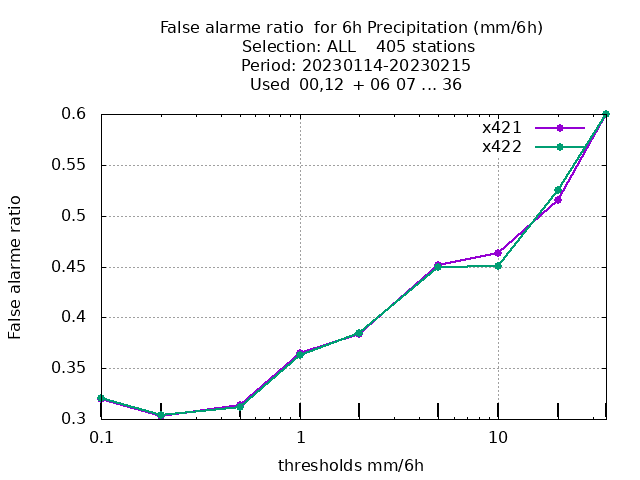 False alarme ratio  for 6h Precipitation (mm/6h)
Selection: ALL    405 stations
Period: 20230114-20230215
Used  00,12  + 06 07 ... 36
x421
x422
0.6
0.55
0.5
0.45
0.4
0.35
0.3
False alarme ratio
0.1
1
10
thresholds mm/6h